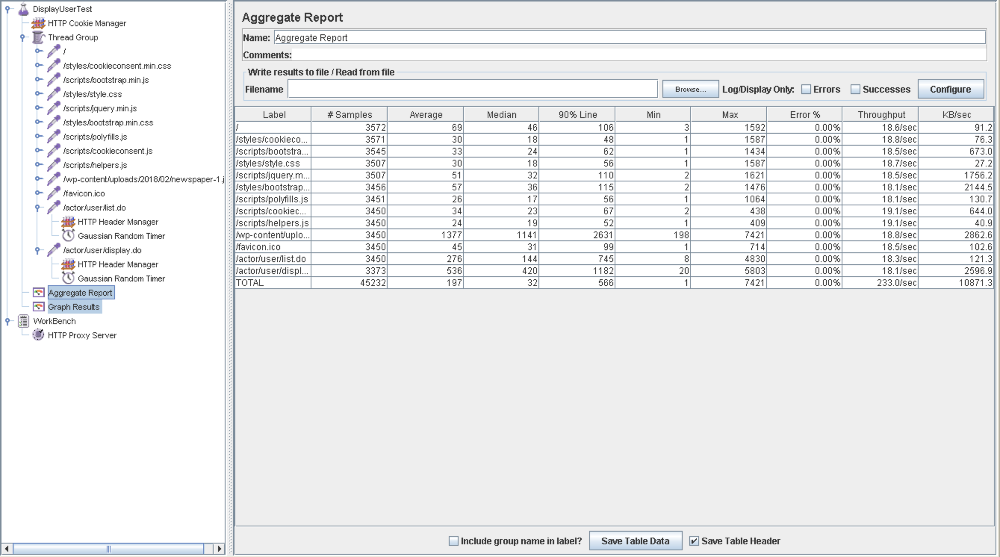 DisplayUserTest
HTTP Cookie Manager
Thread Group
/
/styles/cookieconsent.min.css
/scripts/bootstrap.min.js
/styles/style.css
/scripts/jquery.min.js
/styles/bootstrap.min.css
/scripts/polyfills.js
/scripts/cookieconsent.js
/scripts/helpers.js
/wp-content/uploads/2018/02/newspaper-1.j
/favicon.ico
/actor/user/list.do
HTTP Header Manager
Gaussian Random Timer
/actor/user/display.do
HTTP Header Manager
Gaussian Random Timer
Aggregate Report
Graph Results
WorkBench
HTTP Proxy Server
Aggregate Report
Name: Aggregate Report
Comments:
Write results to file / Read from file
Filename Browse... Log/Display Only: Errors Successes Configure
Label # Samples Average Median 90% Line Min Max Error % Throughput KB/sec
/ 3572 69 46 106 3 1592 0.00% 18.6/sec 91.2
/styles/cookieco... 3571 30 18 48 1 1587 0.00% 18.8/sec 76.3
/scripts/bootstra... 3545 33 24 62 1 1434 0.00% 18.5/sec 673.0
/styles/style.css 3507 30 18 56 1 1587 0.00% 18.7/sec 27.2
/scripts/jquery.m... 3507 51 32 110 2 1621 0.00% 18.5/sec 1756.2
/styles/bootstrap... 3456 57 36 115 2 1476 0.00% 18.1/sec 2144.5
/scripts/polyfills.js 3451 26 17 56 1 1064 0.00% 18.1/sec 130.7
/scripts/cookiec... 3450 34 23 67 2 438 0.00% 19.1/sec 644.0
/scripts/helpers.js 3450 24 19 52 1 409 0.00% 19.1/sec 40.9
/wp-content/uplo... 3450 1377 1141 2631 198 7421 0.00% 18.8/sec 2862.6
/favicon.ico 3450 45 31 99 1 714 0.00% 18.5/sec 102.6
/actor/user/list.do 3450 276 144 745 8 4830 0.00% 18.3/sec 121.3
/actor/user/displ... 3373 536 420 1182 20 5803 0.00% 18.1/sec 2596.9
TOTAL 45232 197 32 566 1 7421 0.00% 233.0/sec 10871.3
Include group name in label? Save Table Data Save Table Header